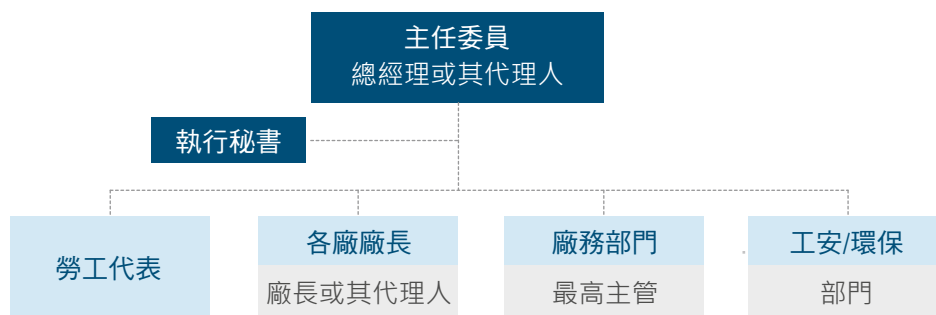 主任委員
總經理或其代理人
執行秘書
勞工代表
各廠廠長
廠長或其代理人
廠務部門
最高主管
工安/環保
部門